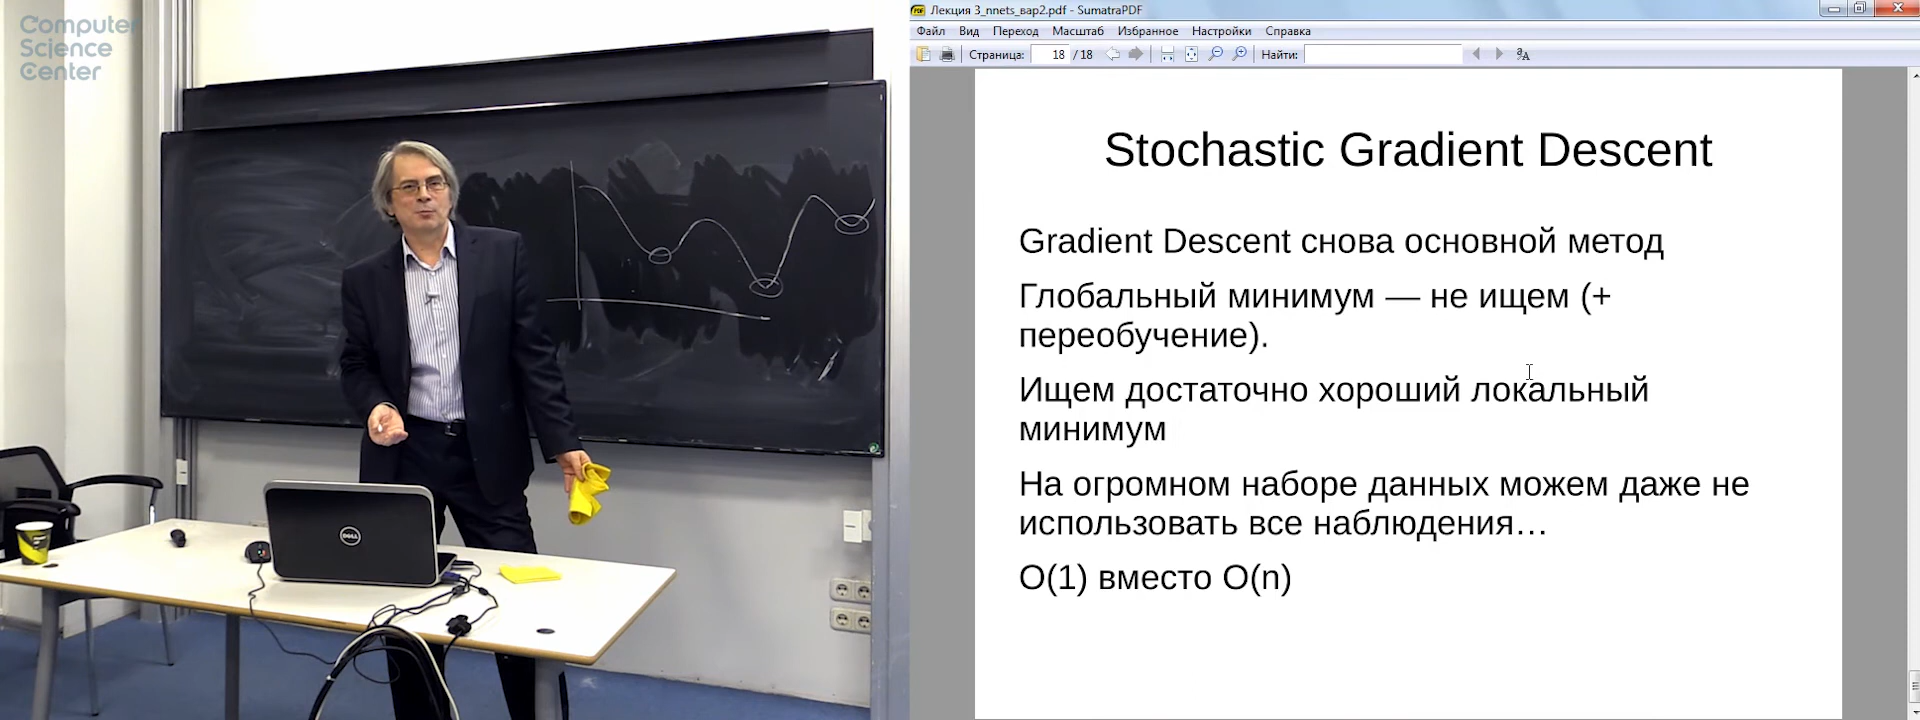 Computer
Science
Center
DELL
Лекция 3_nnets_вар2.pdf - SumatraPDF
Файл Вид Переход Масштаб Избранное Настройки Справка
Страница: 18 / 18 Найти:
Stochastic Gradient Descent
Gradient Descent снова основной метод
Глобальный минимум — не ищем (+
переобучение).
Ищем достаточно хороший локальный
минимум
На огромном наборе данных можем даже не
использовать все наблюдения…
O(1) вместо O(n)